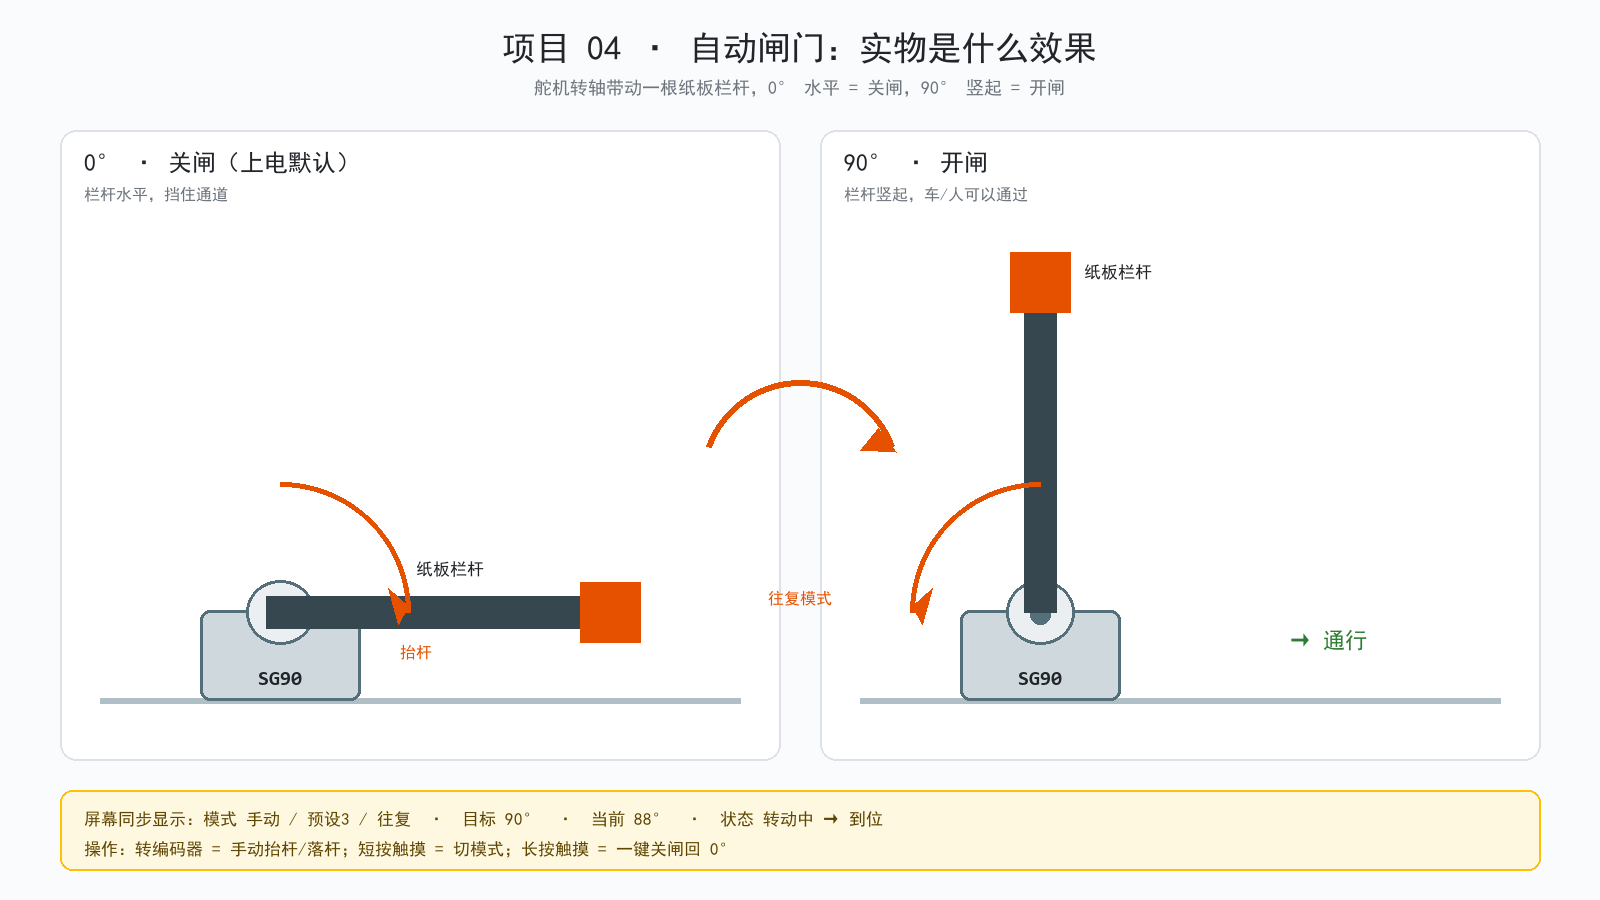 项目 04 · 自动闸门：实物是什么效果
舵机转轴带动一根纸板栏杆，0° 水平 = 关闸，90° 竖起 = 开闸
0° · 关闸（上电默认）
栏杆水平，挡住通道
纸板栏杆
抬杆
SG90
往复模式
90° · 开闸
栏杆竖起，车/人可以通过
纸板栏杆
→ 通行
SG90
屏幕同步显示：模式 手动 / 预设3 / 往复 · 目标 90° · 当前 88° · 状态 转动中 → 到位
操作：转编码器 = 手动抬杆/落杆；短按触摸 = 切模式；长按触摸 = 一键关闸回 0°